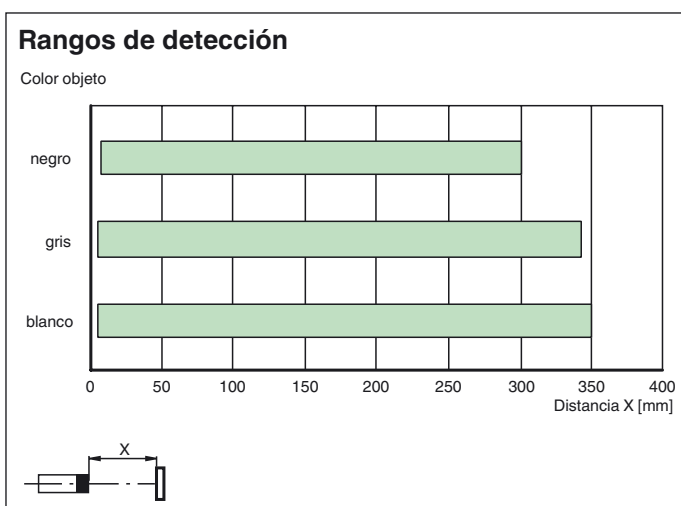 Rangos de detección
Color objeto
negro
gris
blanco
0 50 100 150 200 250 300 350 400
Distancia X [mm]
X